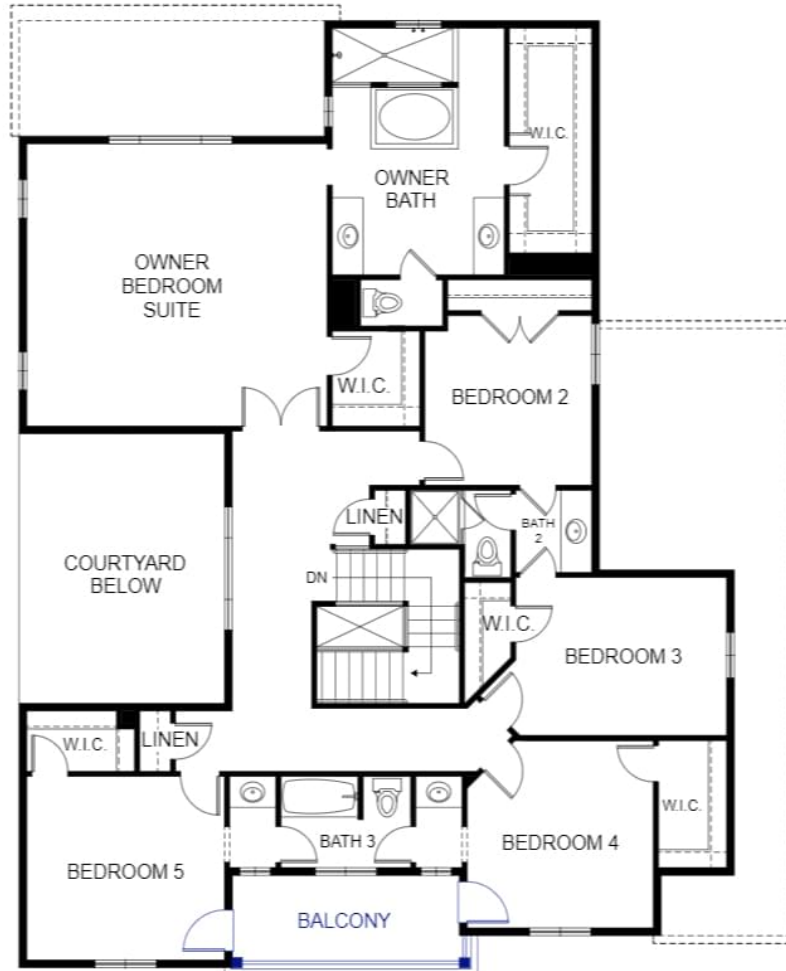 W.I.C.
OWNER
BATH
OWNER
BEDROOM
SUITE
W.I.C.
BEDROOM 2
LINEN
BATH
2
COURTYARD
BELOW
DN
W.I.C.
BEDROOM 3
W.I.C.
LINEN
W.I.C.
BATH 3
BEDROOM 4
BEDROOM 5
BALCONY